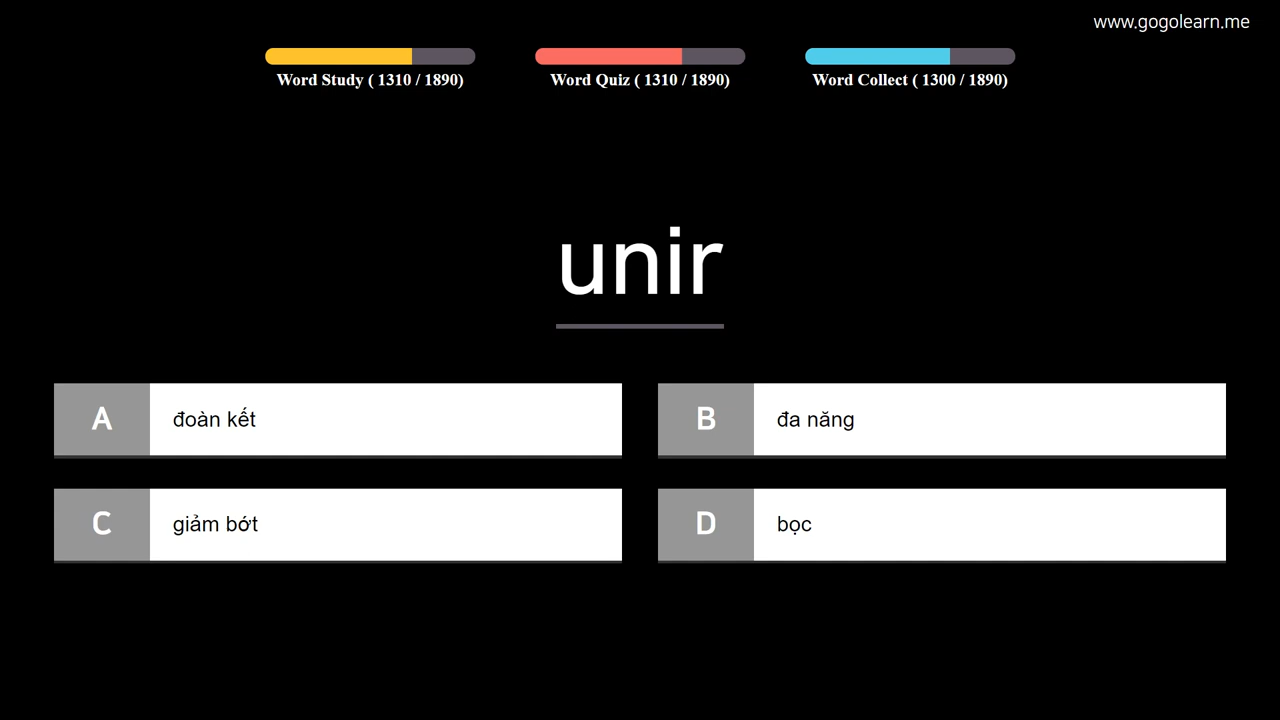 www.gogolearn.me
Word Study ( 1310 / 1890)
Word Quiz ( 1310 / 1890)
Word Collect ( 1300 / 1890)
unir
A đoàn kết
B đa năng
C giảm bớt
D bọc